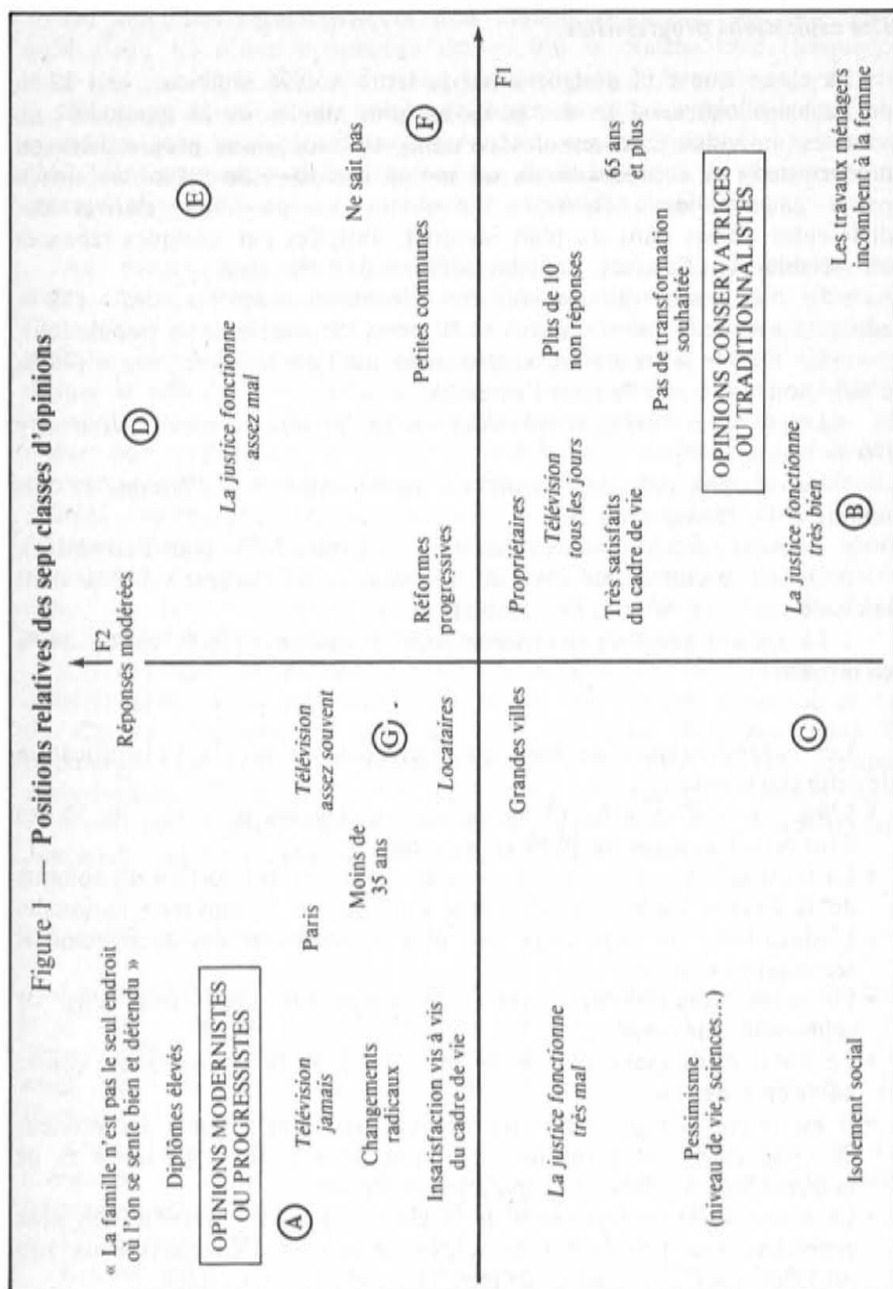 Figure 1 — Positions relatives des sept classes d'opinions
« La famille n'est pas le seul endroit
où l'on se sente bien et détendu »
F2
Réponses modérées
D
Diplômes élevés
E
OPINIONS MODERNISTES
OU PROGRESSISTES
La justice fonctionne
assez mal
A
Télévision
jamais
Paris
Télévision
assez souvent
Changements
radicaux
Moins de
35 ans
G
Ne sait pas
F
Insatisfaction vis à vis
du cadre de vie
Locataires
Réformes
progressives
Petites communes
F1
La justice fonctionne
très mal
Grandes villes
Propriétaires
Télévision
tous les jours
Plus de 10
non réponses
65 ans
et plus
Très satisfaits
du cadre de vie
Pas de transformation
souhaitée
Pessimisme
(niveau de vie, sciences...)
OPINIONS CONSERVATRICES
OU TRADITIONNALISTES
C
La justice fonctionne
très bien
B
Isolement social
Les travaux ménagers
incombent à la femme